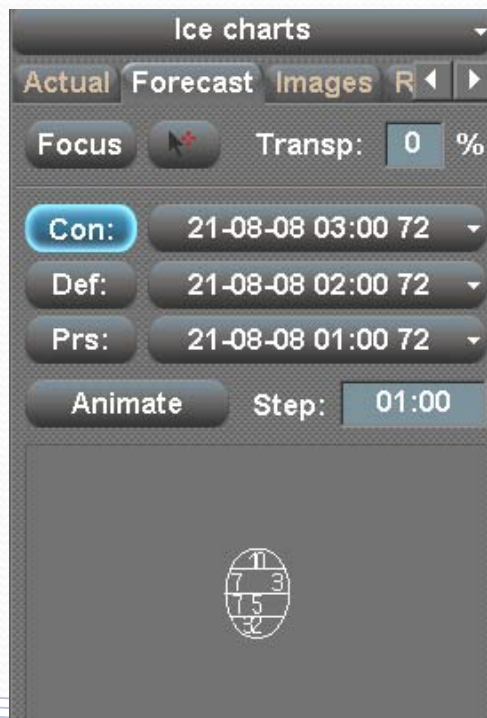 Ice charts
Actual Forecast Images R
Focus Transp: 0 %
Con: 21-08-08 03:00 72
Def: 21-08-08 02:00 72
Prs: 21-08-08 01:00 72
Animate Step: 01:00
10
7 3
7 5
32